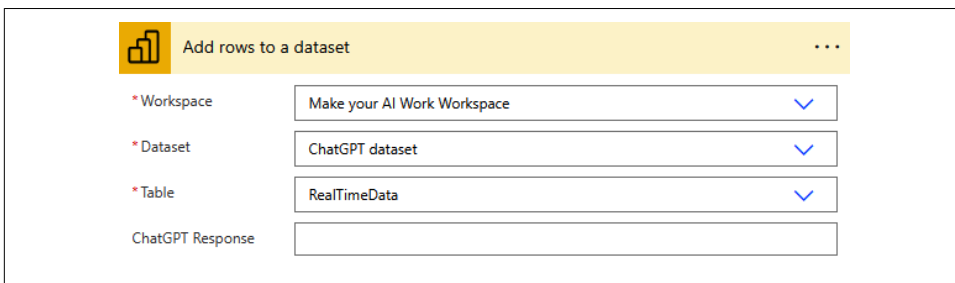 Add rows to a dataset
* Workspace Make your AI Work Workspace
* Dataset ChatGPT dataset
* Table RealTimeData
ChatGPT Response